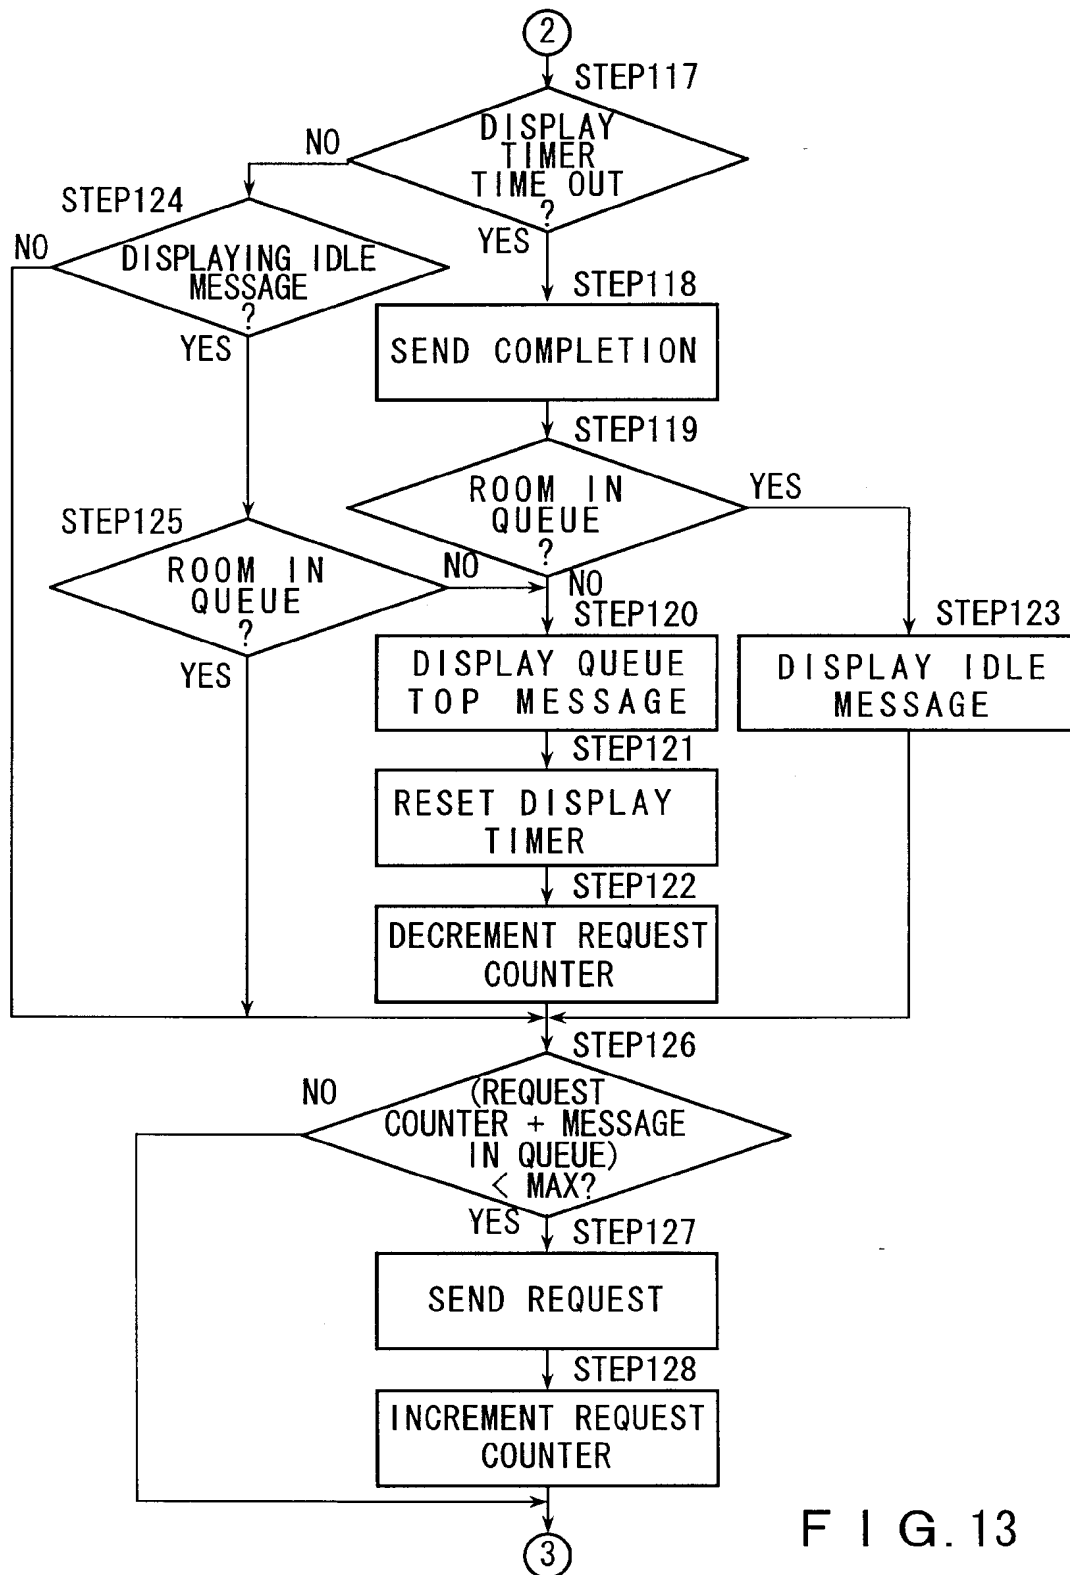 2
STEP117
DISPLAY
TIMER
TIME OUT
?
NO
YES
STEP124
DISPLAYING IDLE
MESSAGE
?
NO
YES
STEP118
SEND COMPLETION
STEP119
ROOM IN
QUEUE
?
YES
NO
STEP125
ROOM IN
QUEUE
?
NO
YES
STEP120
DISPLAY QUEUE
TOP MESSAGE
STEP123
DISPLAY IDLE
MESSAGE
STEP121
RESET DISPLAY
TIMER
STEP122
DECREMENT REQUEST
COUNTER
STEP126
(REQUEST
COUNTER + MESSAGE
IN QUEUE)
< MAX?
NO
YES
STEP127
SEND REQUEST
STEP128
INCREMENT REQUEST
COUNTER
3
FIG.13